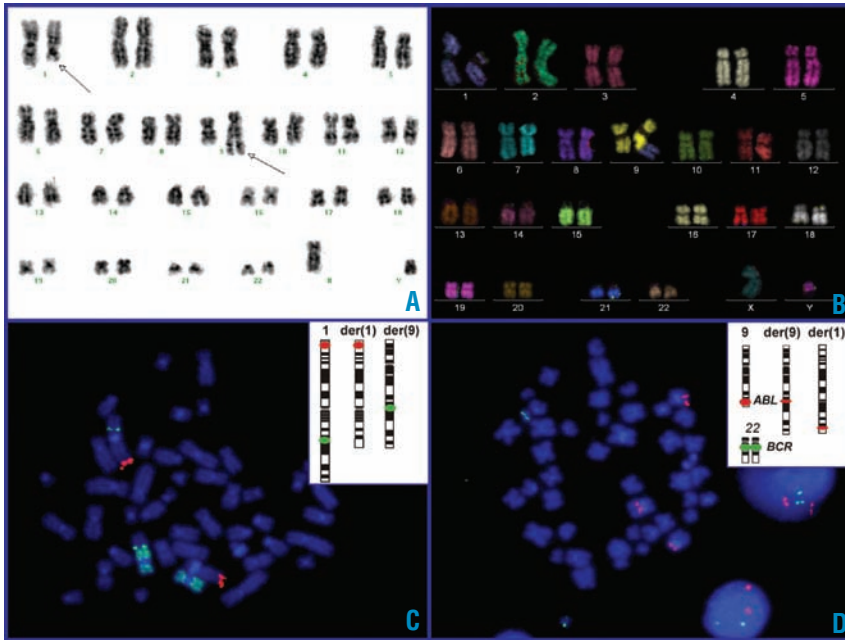 1 2 3 4 5
6 7 8 10 11 12
13 14 15 16 17 18
19 20 21 22 Y
A
1 2 3 4 5
6 7 8 9 10 11 12
13 14 15 16 17 18
19 20 21 22 X Y
B
1 der(1) der(9)
C
9 der(9) der(1)
ABL
22
BCR
D